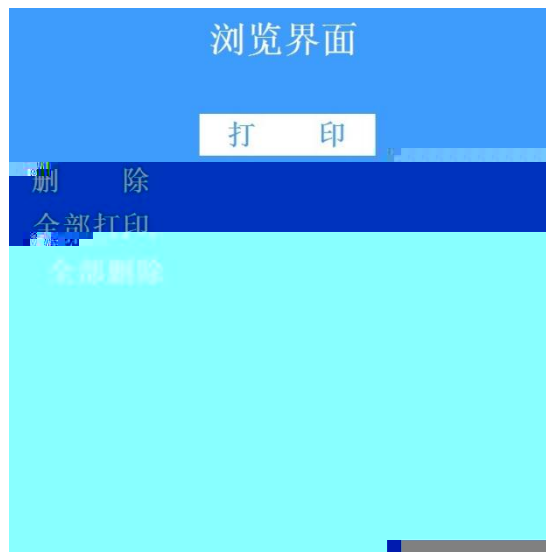 浏览界面
打 印
删 除
全部打印
全部删除